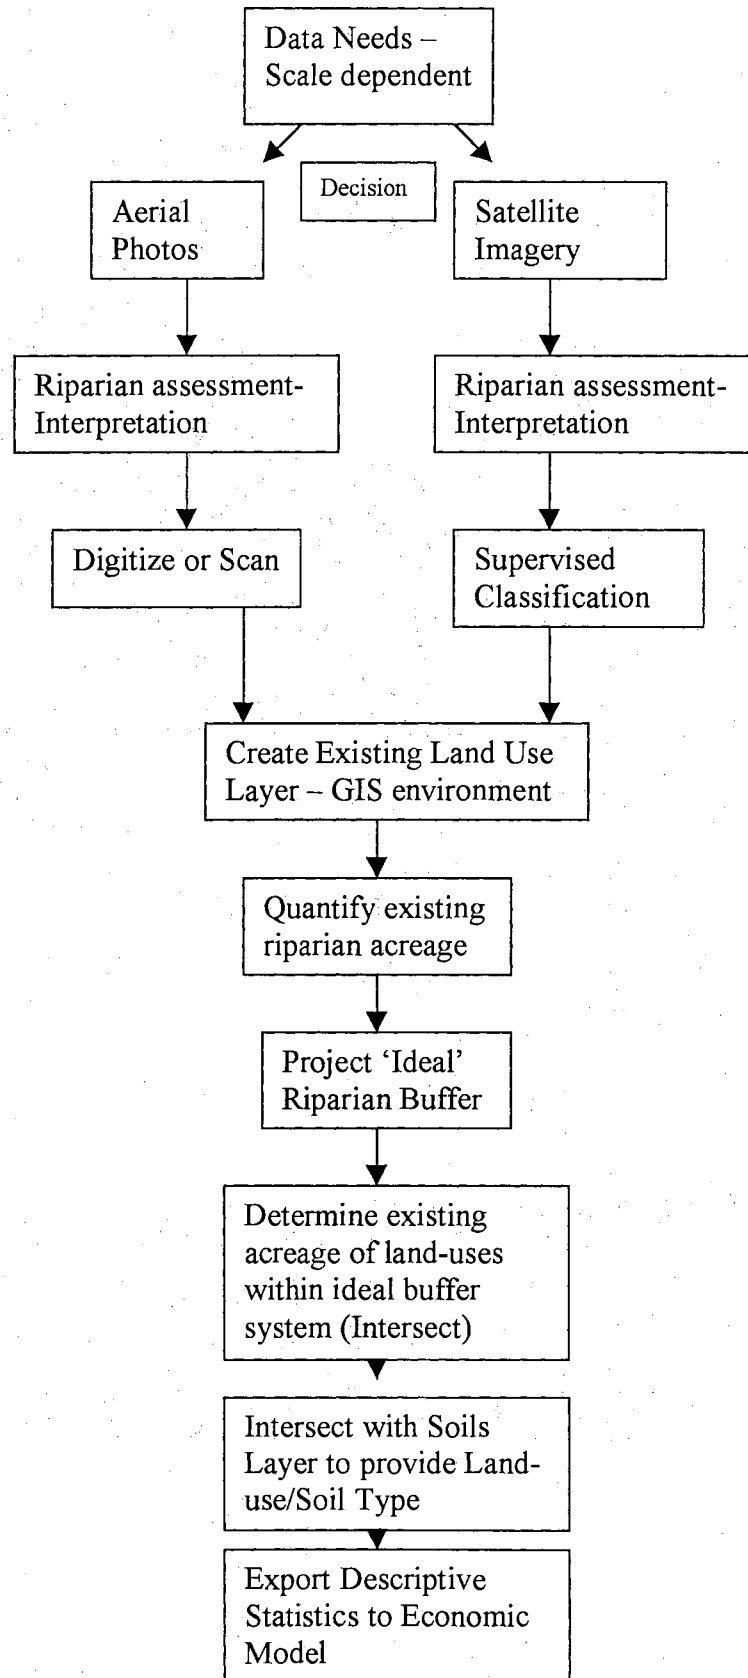 Data Needs –
Scale dependent
Decision
Aerial
Photos
Satellite
Imagery
Riparian assessment-
Interpretation
Riparian assessment-
Interpretation
Digitize or Scan
Supervised
Classification
Create Existing Land Use
Layer – GIS environment
Quantify existing
riparian acreage
Project ‘Ideal’
Riparian Buffer
Determine existing
acreage of land-uses
within ideal buffer
system (Intersect)
Intersect with Soils
Layer to provide Land-
use/Soil Type
Export Descriptive
Statistics to Economic
Model